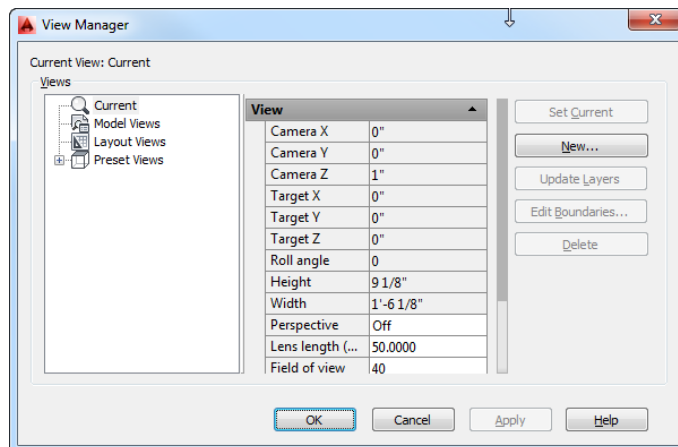 View Manager
Current View: Current
Views
Current
Model Views
Layout Views
Preset Views
View
Camera X 0"
Camera Y 0"
Camera Z 1"
Target X 0"
Target Y 0"
Target Z 0"
Roll angle 0
Height 9 1/8"
Width 1'-6 1/8"
Perspective Off
Lens length (... 50.0000
Field of view 40
Set Current
New...
Update Layers
Edit Boundaries...
Delete
OK Cancel Apply Help